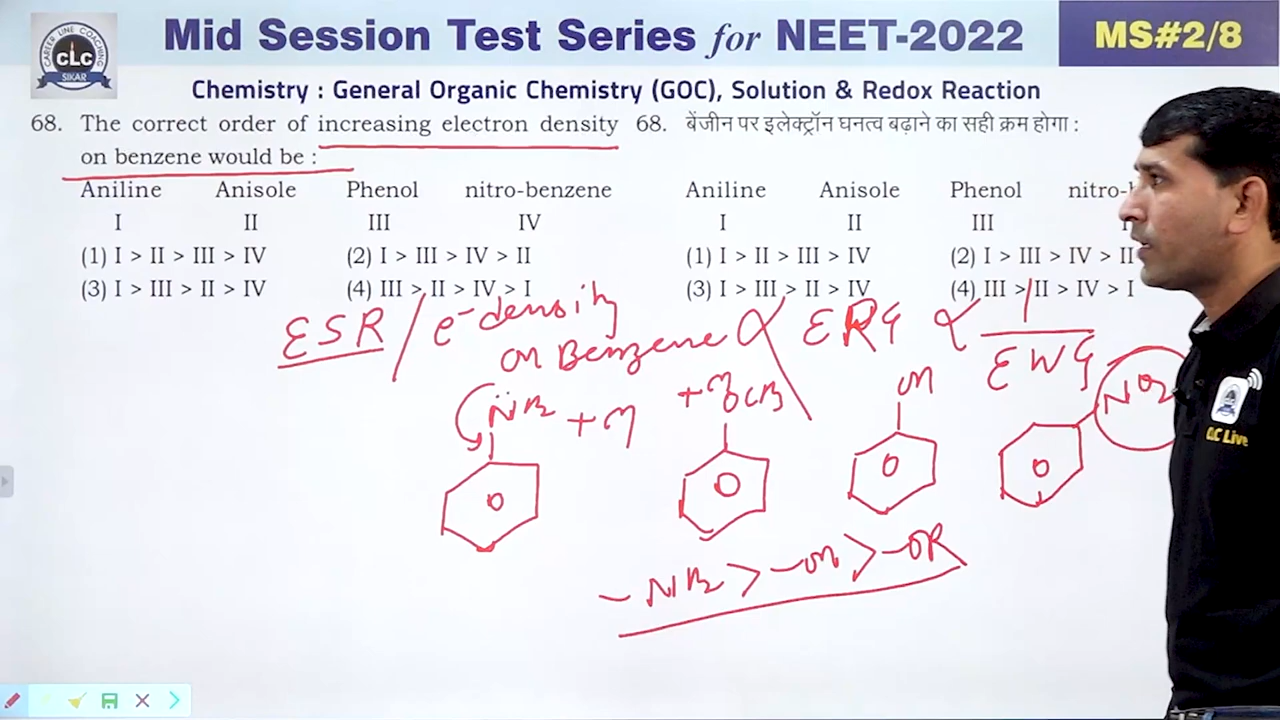 Mid Session Test Series for NEET-2022
MS#2/8
CAREER LINE COACHING
CLC
SIKAR
Chemistry : General Organic Chemistry (GOC), Solution & Redox Reaction
68. The correct order of increasing electron density
on benzene would be :
Aniline Anisole Phenol nitro-benzene
I II III IV
(1) I > II > III > IV (2) I > III > IV > II
(3) I > III > II > IV (4) III > II > IV > I
68. बेंजीन पर इलेक्ट्रॉन घनत्व बढ़ाने का सही क्रम होगा :
Aniline Anisole Phenol
I II III
(1) I > II > III > IV (2) I > III > IV > II
(3) I > III > II > IV (4) III > II > IV > I
ESR / e⁻ density
on Benzene ∝ ERG ∝ 1
EWG
NH₂ +M
+M
OCH₃
OH
NO₂
-NH₂ > -OH > -OR
CLC Live